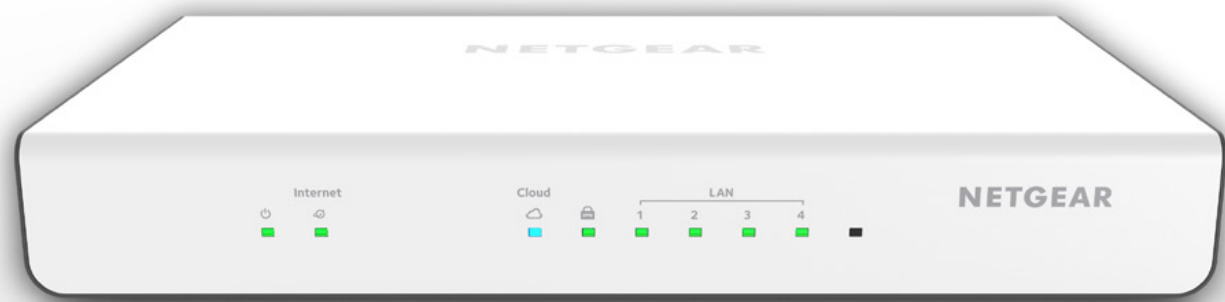 NETGEAR
Internet
Cloud
LAN
1 2 3 4
NETGEAR